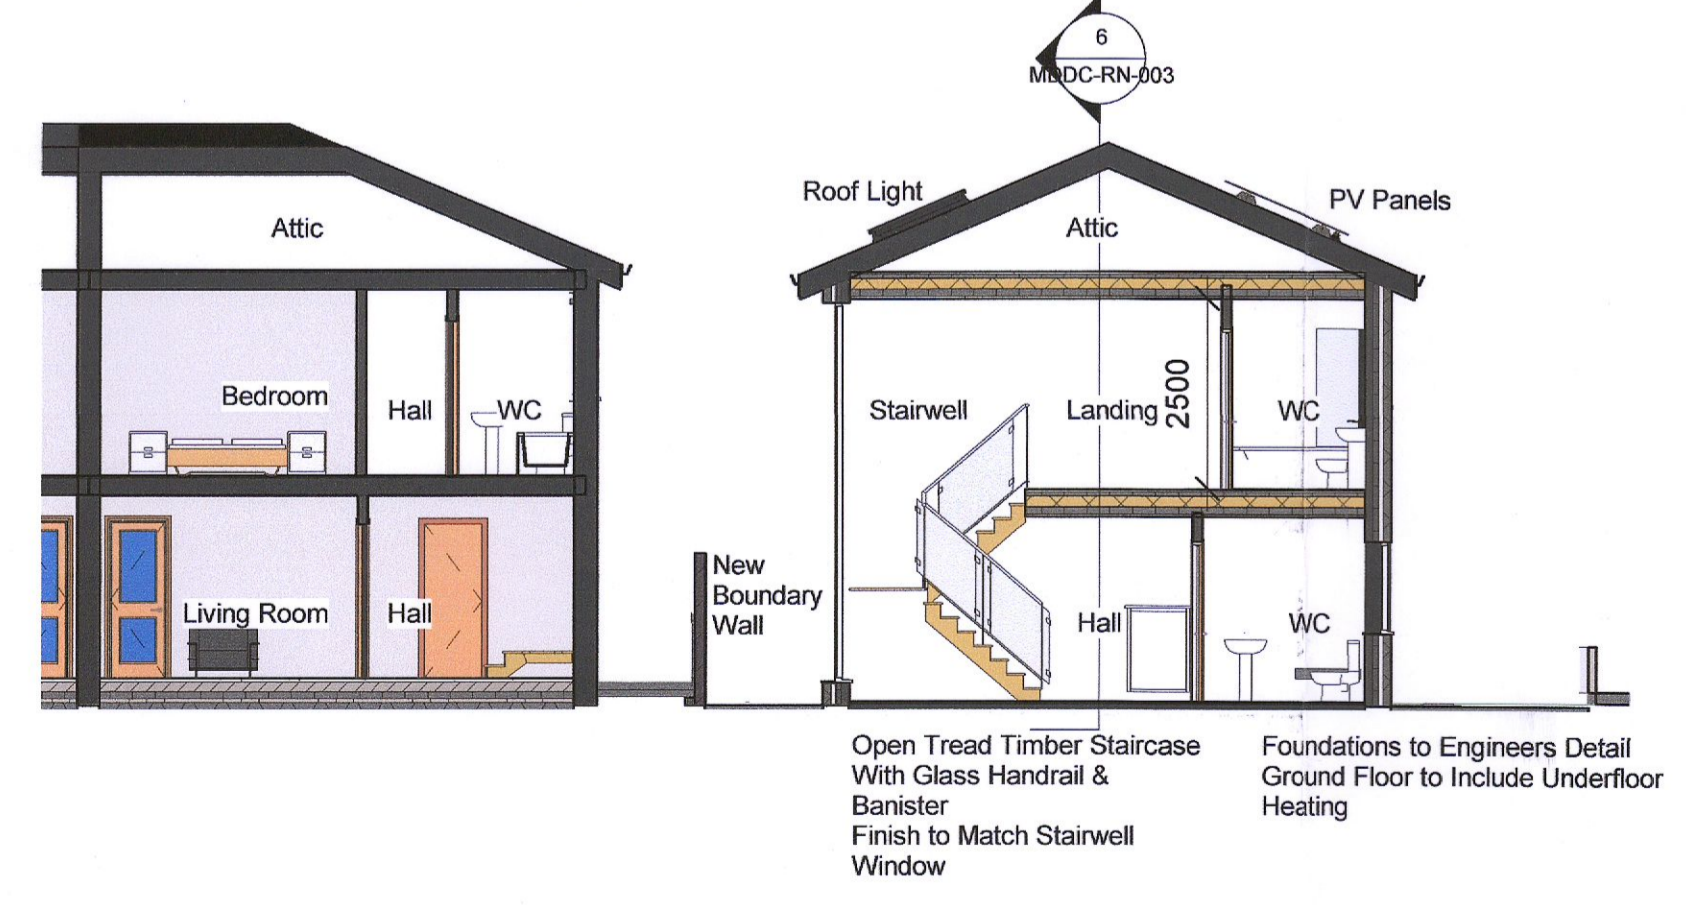 6
MDDC-RN-003
Roof Light
PV Panels
Attic
Attic
Bedroom
Hall
WC
Stairwell
Landing
2500
WC
New
Boundary
Wall
Living Room
Hall
Hall
WC
Open Tread Timber Staircase
With Glass Handrail &
Banister
Finish to Match Stairwell
Window
Foundations to Engineers Detail
Ground Floor to Include Underfloor
Heating